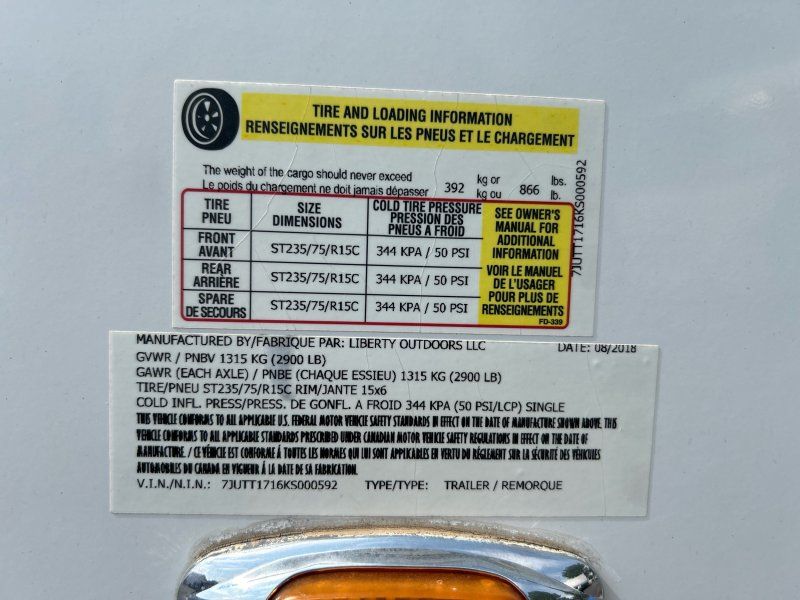 TIRE AND LOADING INFORMATION
RENSEIGNEMENTS SUR LES PNEUS ET LE CHARGEMENT
The weight of the cargo should never exceed 392 kg or 866 lbs.
Le poids du chargement ne doit jamais dépasser kg ou lb.
TIRE PNEU SIZE DIMENSIONS COLD TIRE PRESSURE PRESSION DES PNEUS A FROID
FRONT AVANT ST235/75/R15C 344 KPA / 50 PSI
REAR ARRIÈRE ST235/75/R15C 344 KPA / 50 PSI
SPARE DE SECOURS ST235/75/R15C 344 KPA / 50 PSI
SEE OWNER'S
MANUAL FOR
ADDITIONAL
INFORMATION
VOIR LE MANUEL
DE L'USAGER
POUR PLUS DE
RENSEIGNEMENTS
FD-339
7JUTT1716KS000592
MANUFACTURED BY/FABRIQUE PAR: LIBERTY OUTDOORS LLC DATE: 08/2018
GVWR / PNBV 1315 KG (2900 LB)
GAWR (EACH AXLE) / PNBE (CHAQUE ESSIEU) 1315 KG (2900 LB)
TIRE/PNEU ST235/75/R15C RIM/JANTE 15x6
COLD INFL. PRESS/PRESS. DE GONFL. A FROID 344 KPA (50 PSI/LCP) SINGLE
THIS VEHICLE CONFORMS TO ALL APPLICABLE U.S. FEDERAL MOTOR VEHICLE SAFETY STANDARDS IN EFFECT ON THE DATE OF MANUFACTURE SHOWN ABOVE. THIS
VEHICLE CONFORMS TO ALL APPLICABLE STANDARDS PRESCRIBED UNDER CANADIAN MOTOR VEHICLE SAFETY REGULATIONS IN EFFECT ON THE DATE OF
MANUFACTURE. / CE VÉHICLE EST CONFORME À TOUTES LES NORMES QUI LUI SONT APPLICABLES EN VERTU DU RÉGLEMENT SUR LA SÉCURITÉ DES VÉHICULES
AUTOMOBILES DU CANADA EN VIGUEUR À LA DATE DE SA FABRICATION.
V.I.N./N.I.N.: 7JUTT1716KS000592 TYPE/TYPE: TRAILER / REMORQUE